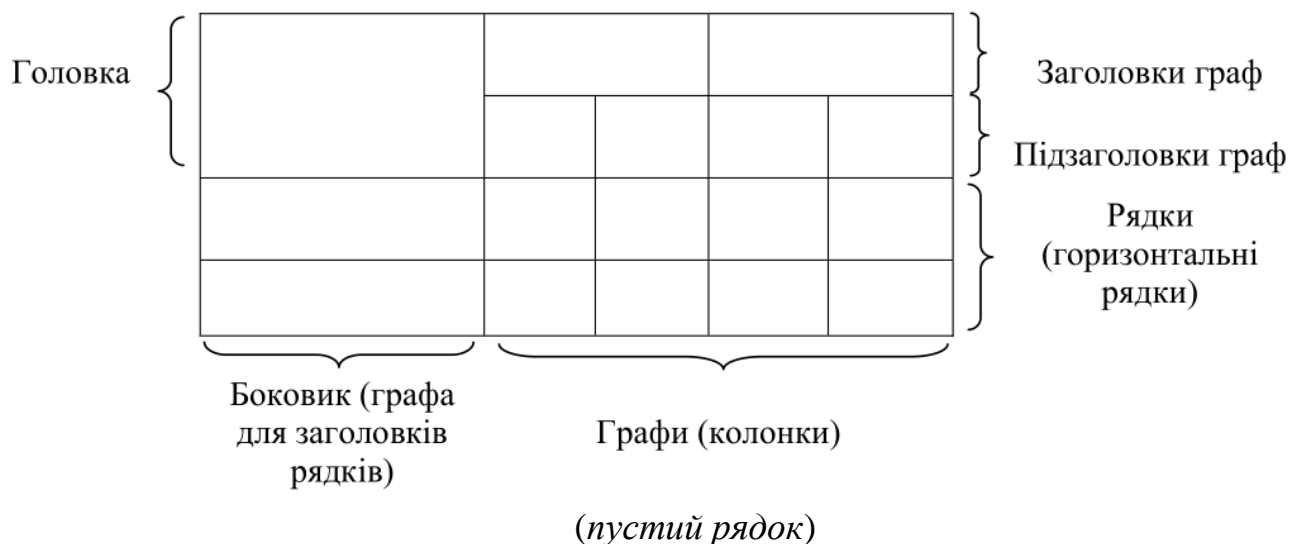 Головка
Заголовки граф
Підзаголовки граф
Рядки
(горизонтальні
рядки)
Боковик (графа
для заголовків
рядків)
Графи (колонки)
(пустий рядок)